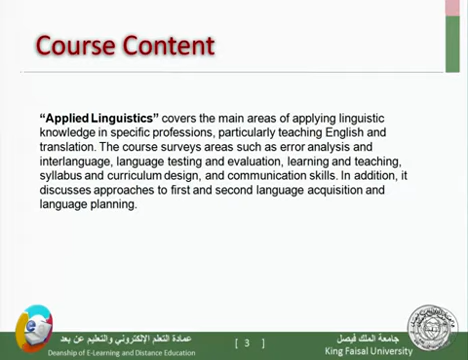 Course Content
“Applied Linguistics” covers the main areas of applying linguistic
knowledge in specific professions, particularly teaching English and
translation. The course surveys areas such as error analysis and
interlanguage, language testing and evaluation, learning and teaching,
syllabus and curriculum design, and communication skills. In addition, it
discusses approaches to first and second language acquisition and
language planning.
عمادة التعلم الإلكتروني والتعليم عن بعد
Deanship of E-Learning and Distance Education
[ 3 ]
جامعة الملك فيصل
King Faisal University